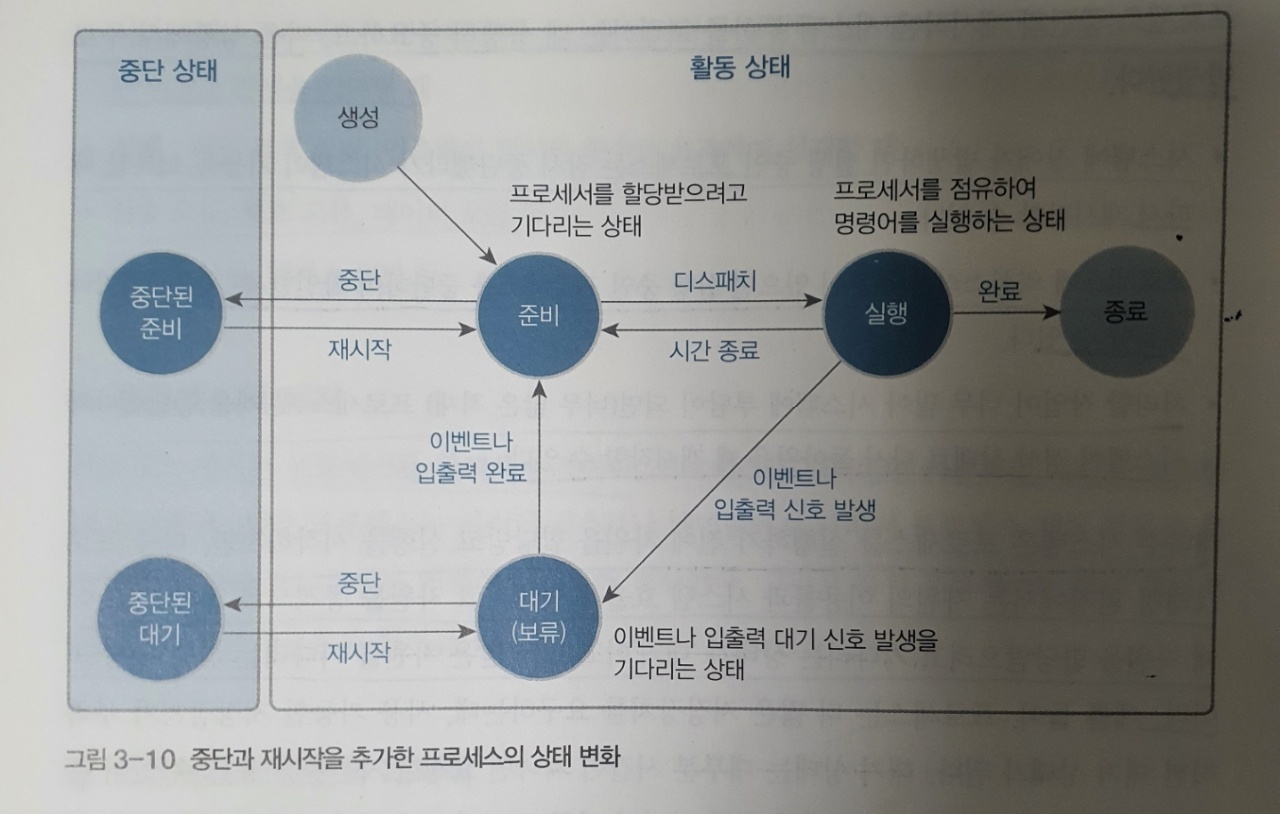 중단 상태
활동 상태
생성
프로세서를 할당받으려고
기다리는 상태
프로세서를 점유하여
명령어를 실행하는 상태
중단된
준비
중단
재시작
준비
디스패치
시간 종료
실행
완료
종료
이벤트나
입출력 완료
이벤트나
입출력 신호 발생
중단된
대기
중단
재시작
대기
(보류)
이벤트나 입출력 대기 신호 발생을
기다리는 상태
그림 3-10 중단과 재시작을 추가한 프로세스의 상태 변화